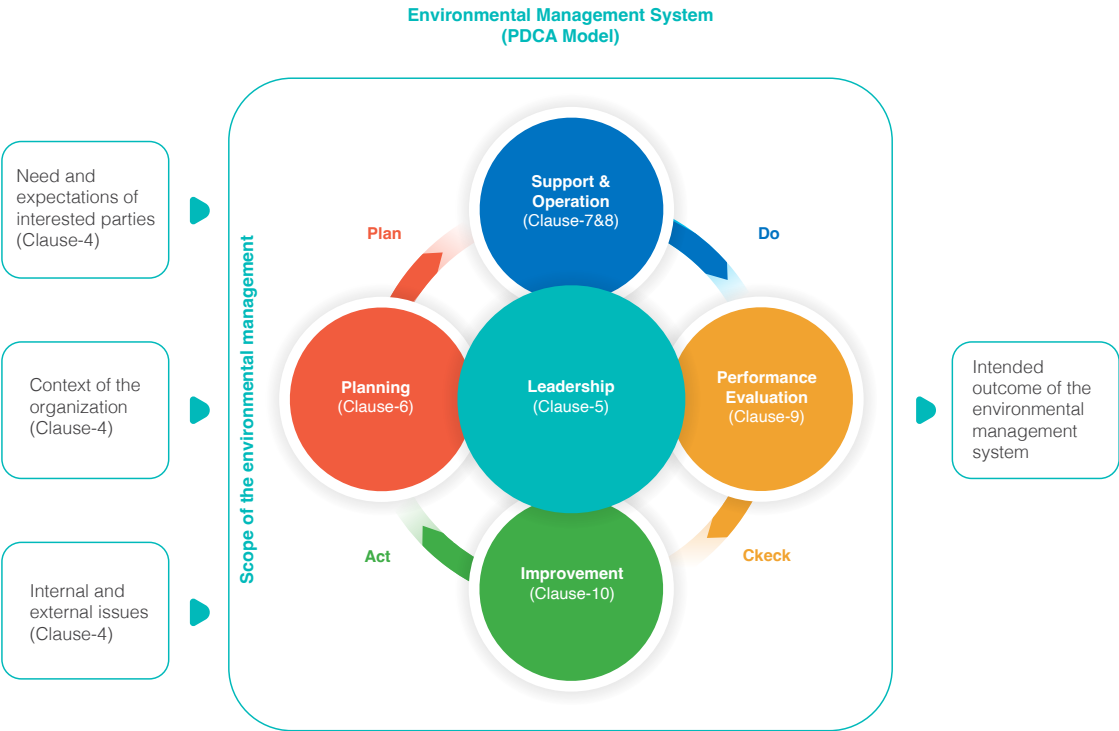 Environmental Management System
(PDCA Model)
Need and
expectations of
interested parties
(Clause-4)
Context of the
organization
(Clause-4)
Internal and
external issues
(Clause-4)
Scope of the environmental management
Support &
Operation
(Clause-7&8)
Plan
Do
Planning
(Clause-6)
Leadership
(Clause-5)
Performance
Evaluation
(Clause-9)
Act
Ckeck
Improvement
(Clause-10)
Intended
outcome of the
environmental
management
system